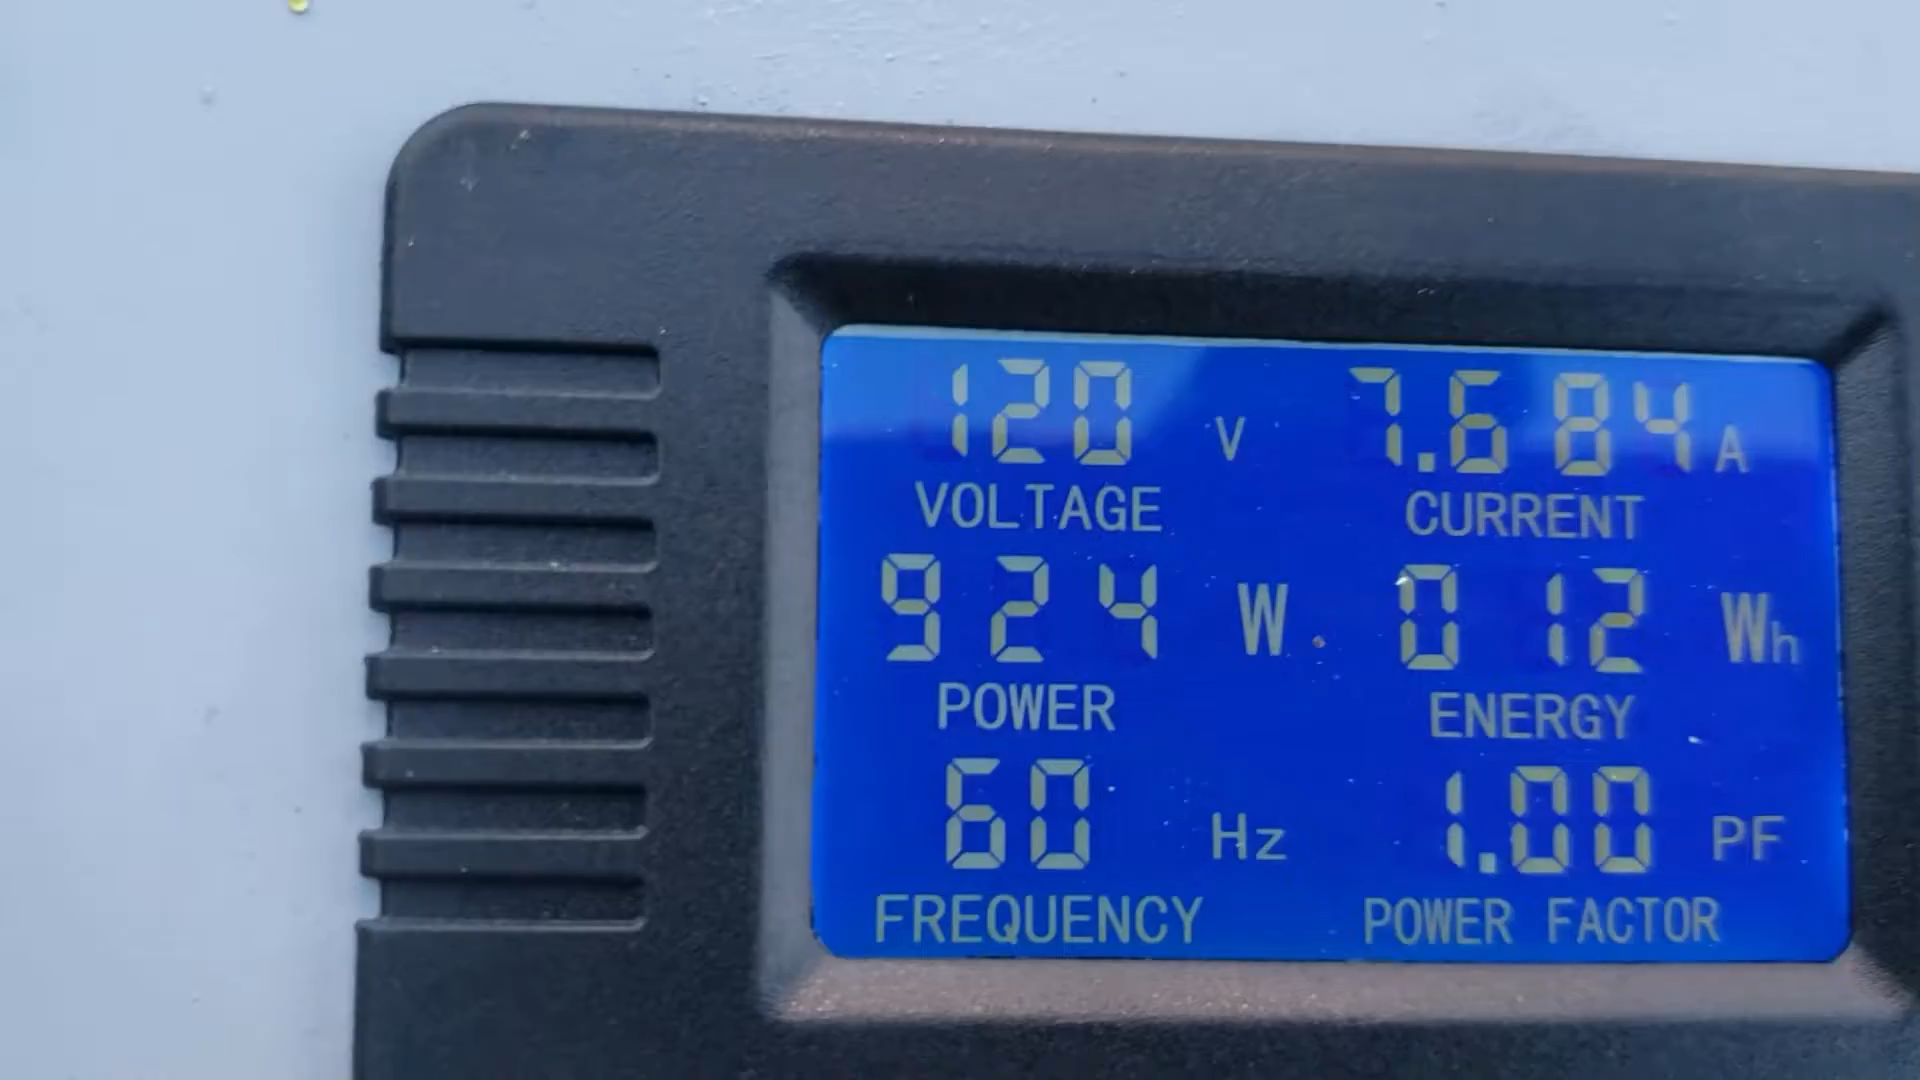 120 V 7.684 A
VOLTAGE CURRENT
924 W 012 Wh
POWER ENERGY
60 Hz 1.00 PF
FREQUENCY POWER FACTOR